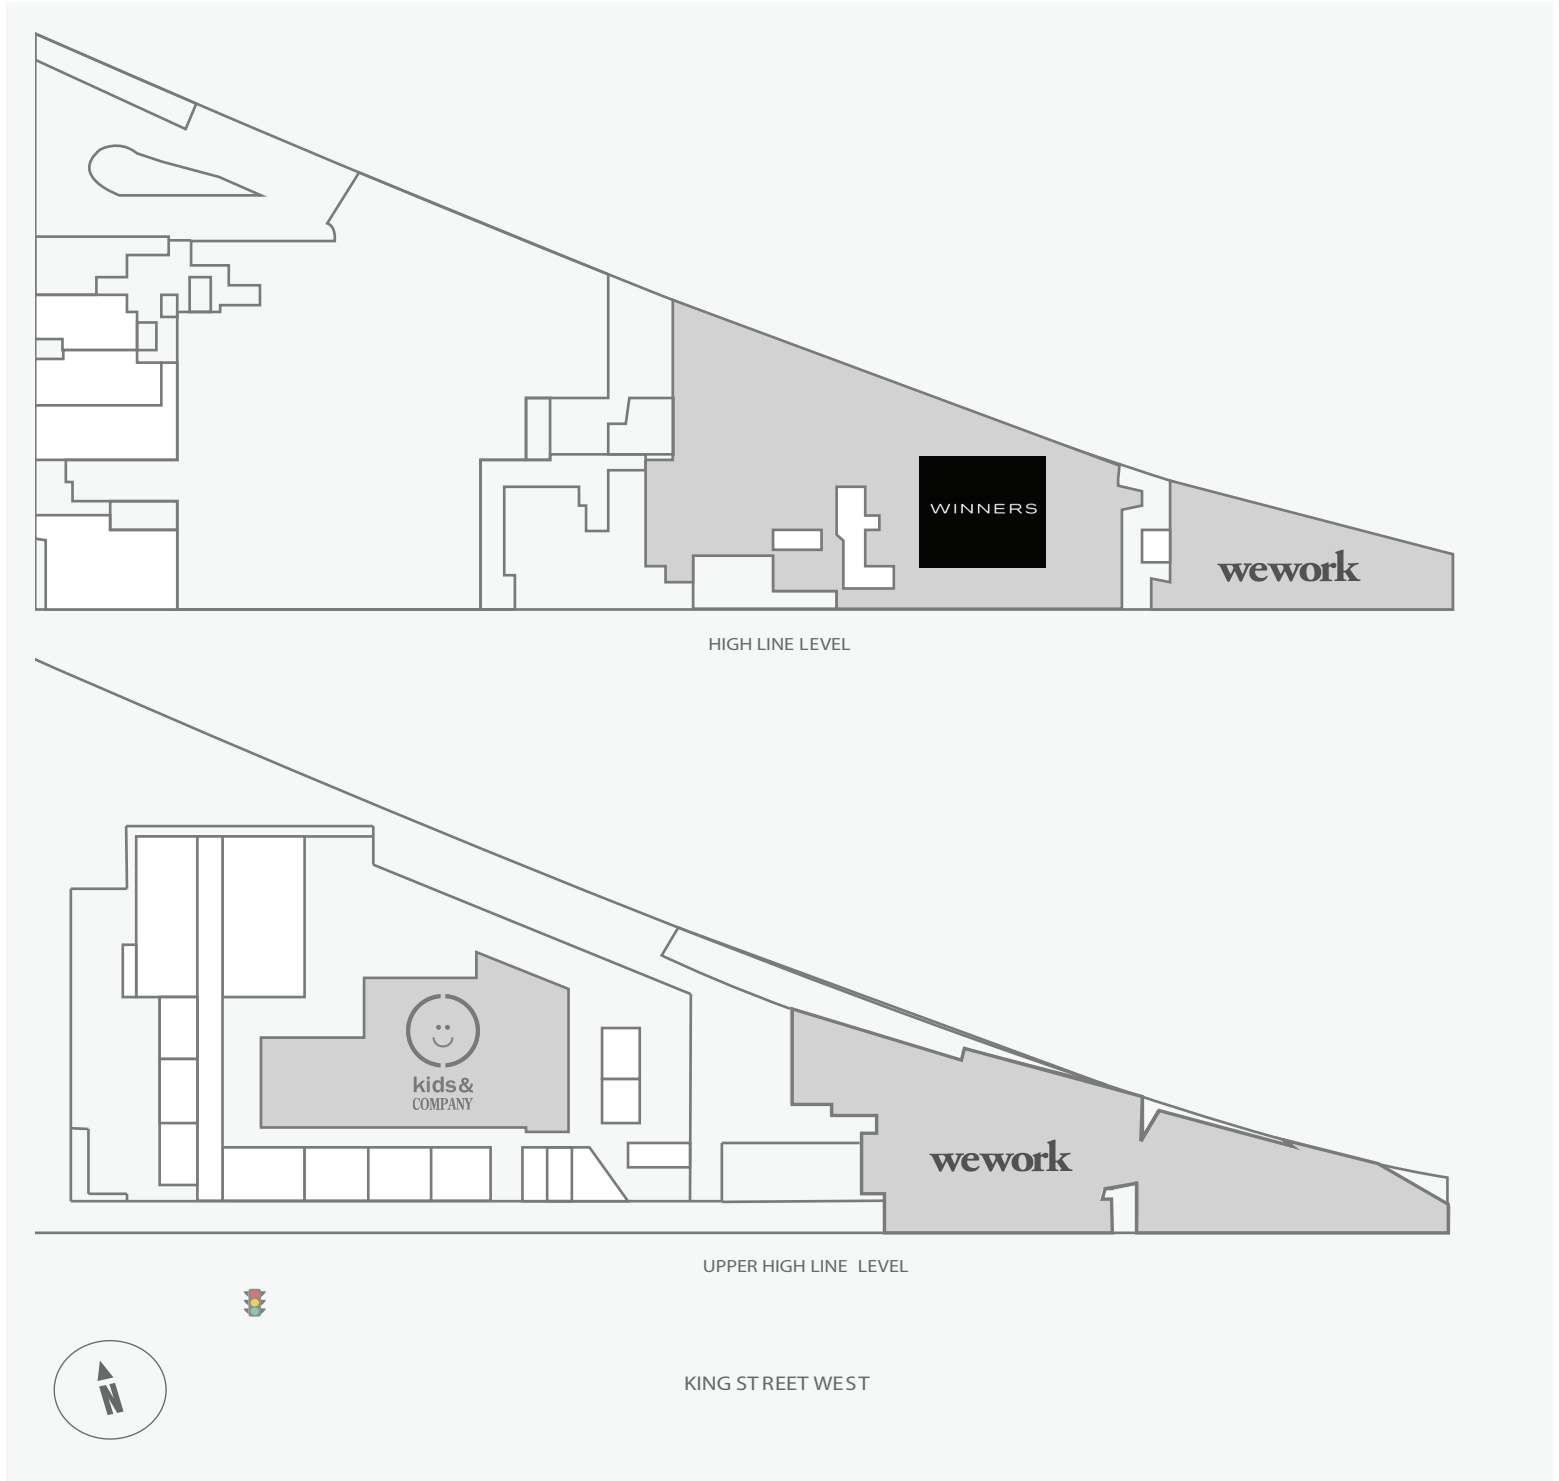 WINNERS
wework
HIGH LINE LEVEL
kids&
COMPANY
wework
UPPER HIGH LINE LEVEL
N
KING STREET WEST